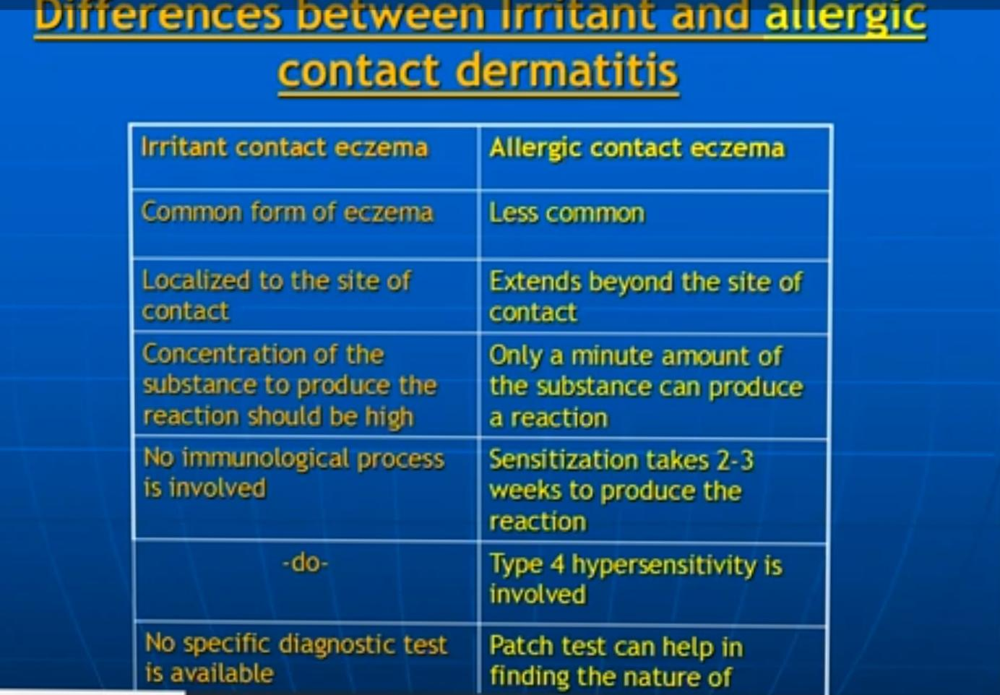 Differences between Irritant and allergic
contact dermatitis
Irritant contact eczema
Allergic contact eczema
Common form of eczema
Less common
Localized to the site of
contact
Extends beyond the site of
contact
Concentration of the
substance to produce the
reaction should be high
Only a minute amount of
the substance can produce
a reaction
No immunological process
is involved
Sensitization takes 2-3
weeks to produce the
reaction
-do-
Type 4 hypersensitivity is
involved
No specific diagnostic test
is available
Patch test can help in
finding the nature of